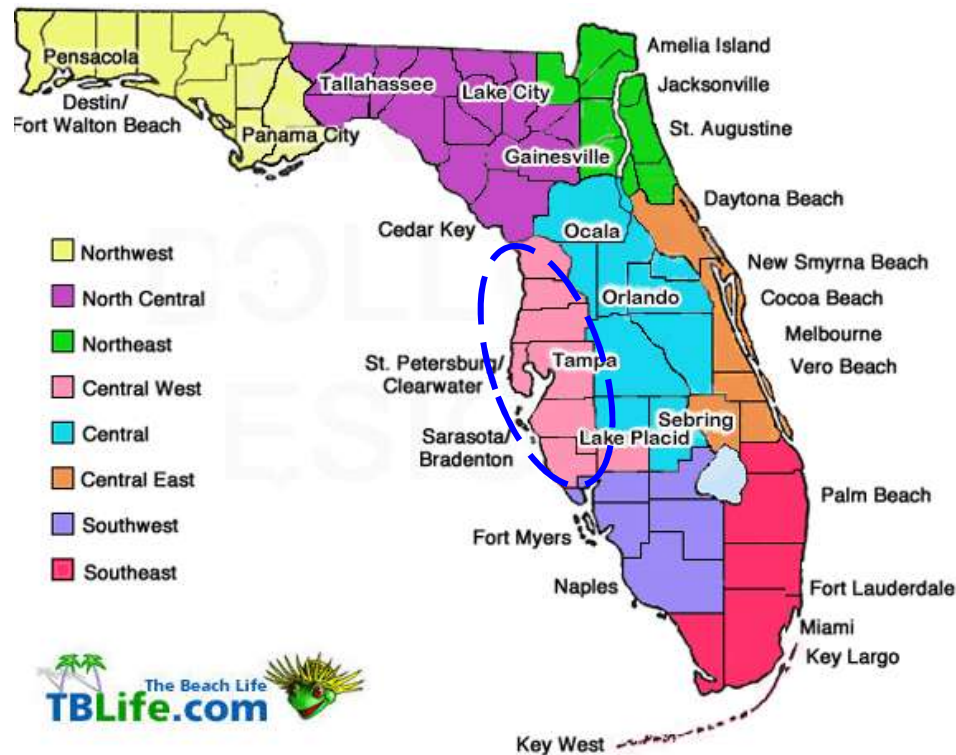 Pensacola
Destin/
Fort Walton Beach
Panama City
Tallahassee
Lake City
Gainesville
Amelia Island
Jacksonville
St. Augustine
Daytona Beach
Cedar Key
Ocala
New Smyrna Beach
Orlando
Cocoa Beach
Melbourne
Vero Beach
St. Petersburg/
Clearwater
Tampa
Sebring
Lake Placid
Sarasota/
Bradenton
Palm Beach
Fort Myers
Naples
Fort Lauderdale
Miami
Key Largo
Key West
Northwest
North Central
Northeast
Central West
Central
Central East
Southwest
Southeast
The Beach Life
TBLife.com